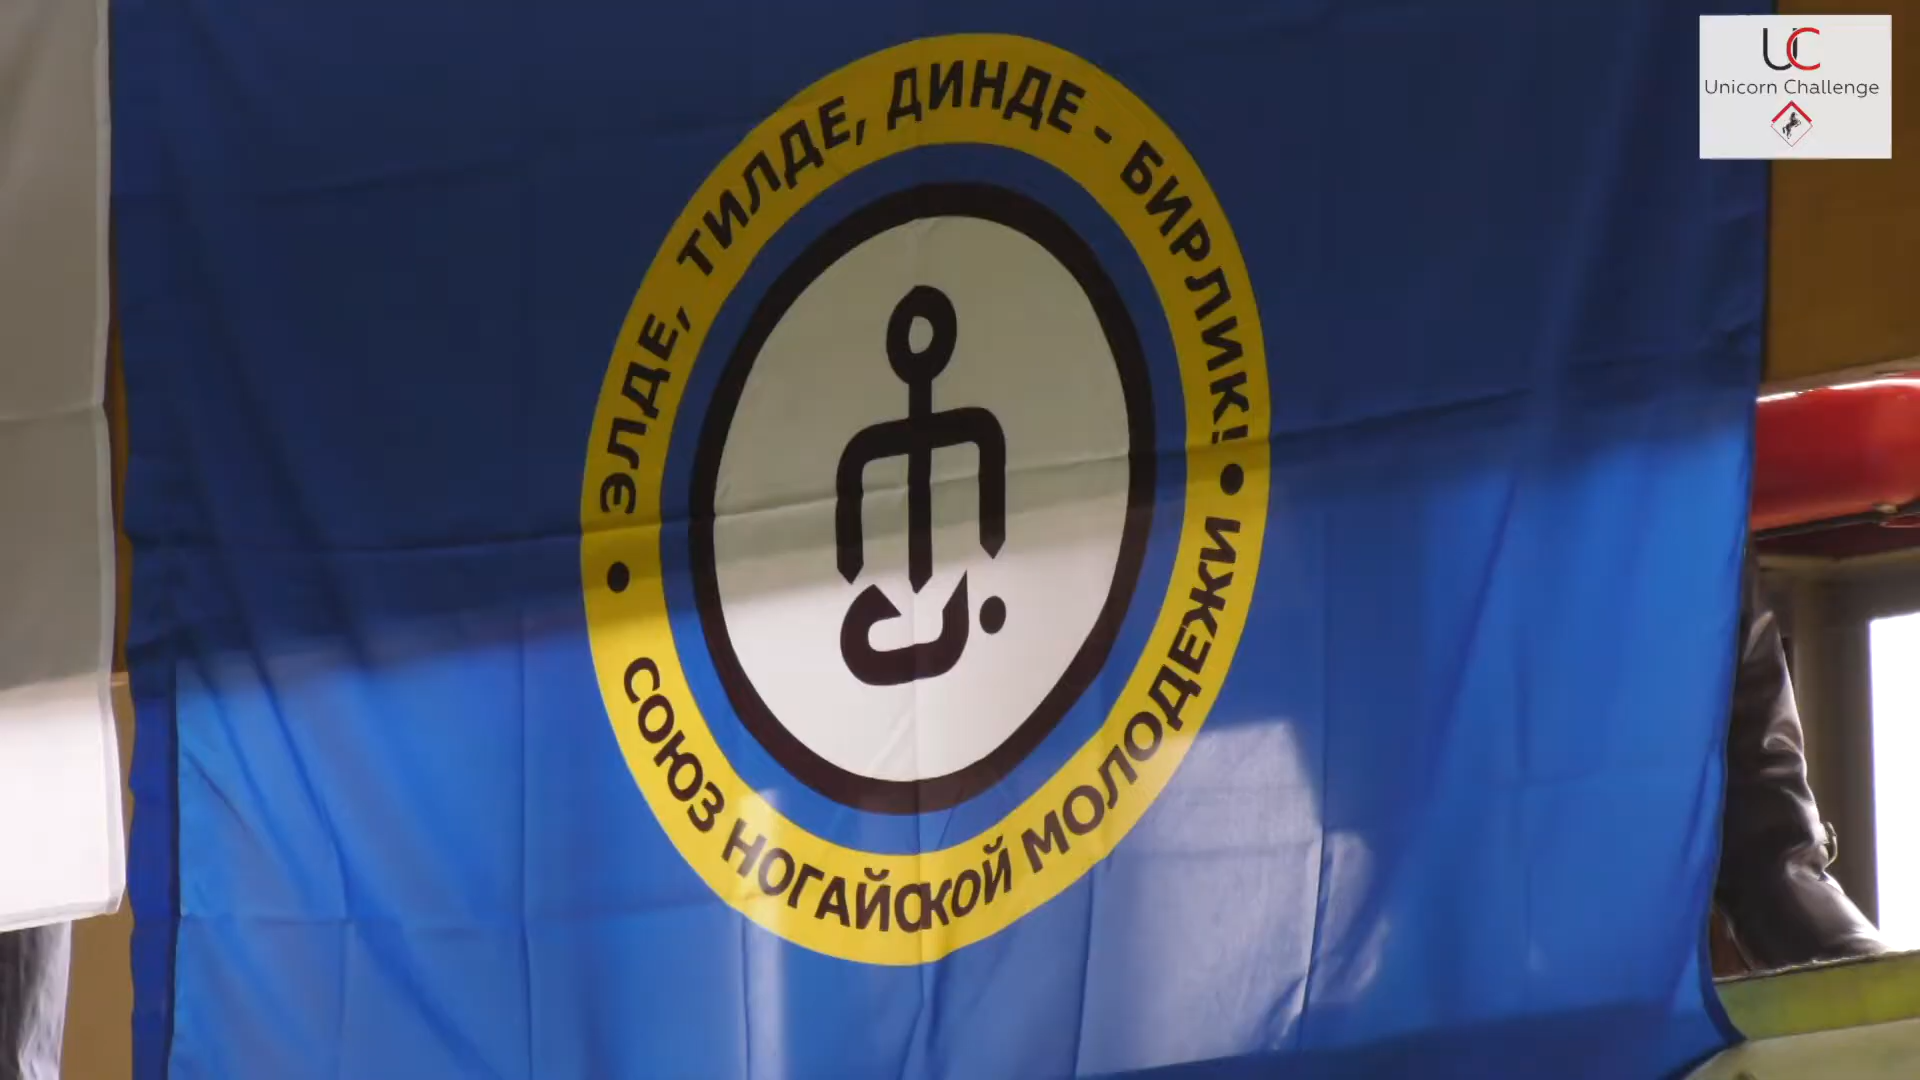 UC
Unicorn Challenge
ЭЛДЕ, ТИЛДЕ, ДИНДЕ - БИРЛИК!
СОЮЗ НОГАЙСКОЙ МОЛОДЕЖИ